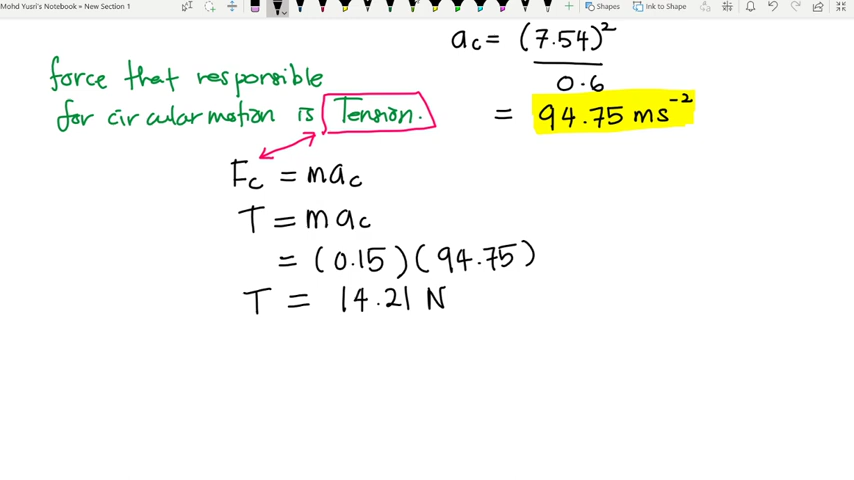 Mohd Yusri's Notebook » New Section 1
Shapes
Ink to Shape
ac = (7.54)²
0.6
= 94.75 ms⁻²
force that responsible
for circular motion is Tension.
Fc = mac
T = mac
= (0.15)(94.75)
T = 14.21 N